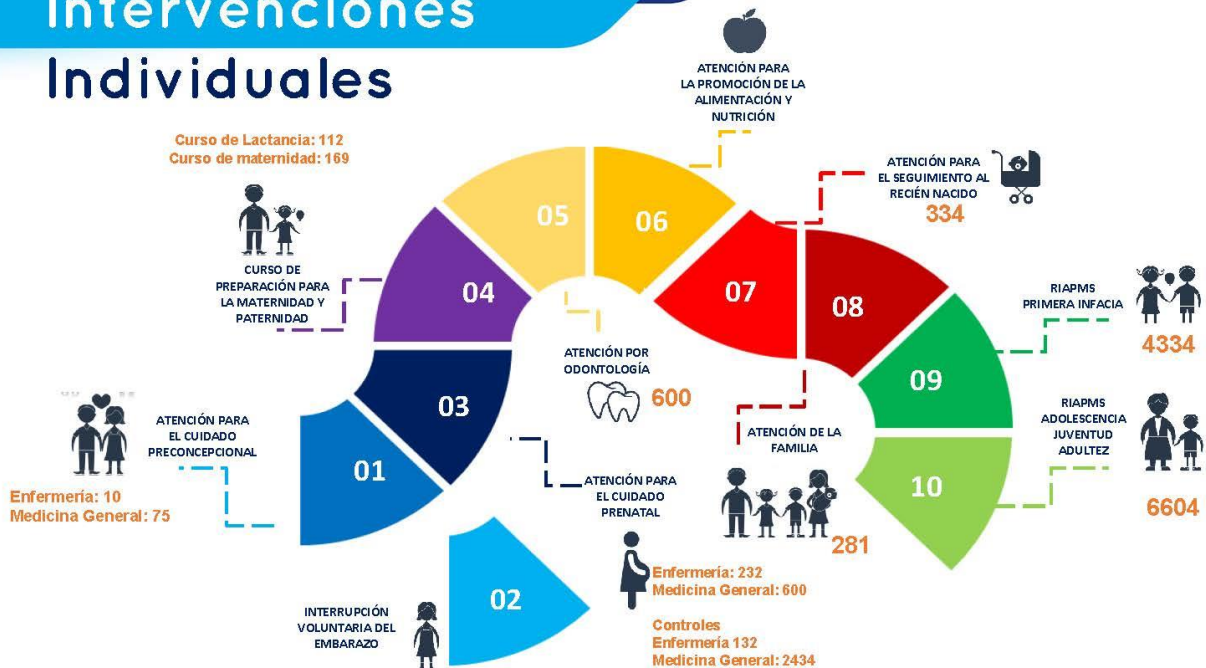 Intervenciones
Individuales
Curso de Lactancia: 112
Curso de maternidad: 169
CURSO DE
PREPARACIÓN PARA
LA MATERNIDAD Y
PATERNIDAD
ATENCIÓN PARA
LA PROMOCIÓN DE LA
ALIMENTACIÓN Y
NUTRICIÓN
ATENCIÓN PARA
EL SEGUIMIENTO AL
RECIÉN NACIDO
334
RIAPMS
PRIMERA INFACIA
4334
RIAPMS
ADOLESCENCIA
JUVENTUD
ADULTEZ
6604
05
06
04
07
08
03
09
01
10
02
ATENCIÓN POR
ODONTOLOGÍA
600
ATENCIÓN PARA
EL CUIDADO
PRECONCEPCIONAL
Enfermería: 10
Medicina General: 75
ATENCIÓN DE LA
FAMILIA
281
ATENCIÓN PARA
EL CUIDADO
PRENATAL
Enfermería: 232
Medicina General: 600
Controles
Enfermería 132
Medicina General: 2434
INTERRUPCIÓN
VOLUNTARIA DEL
EMBARAZO